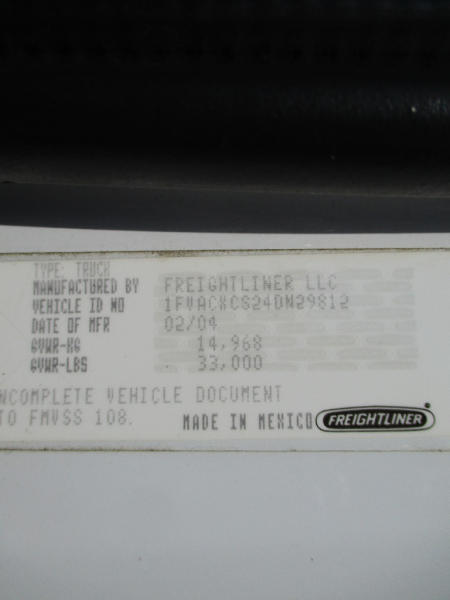 TYPE: TRUCK
MANUFACTURED BY FREIGHTLINER LLC
VEHICLE ID NO 1FVACXCS24DN29812
DATE OF MFR 02/04
GVWR-KG 14,968
GVWR-LBS 33,000
NCOMPLETE VEHICLE DOCUMENT
TO FMVSS 108. MADE IN MEXICO FREIGHTLINER